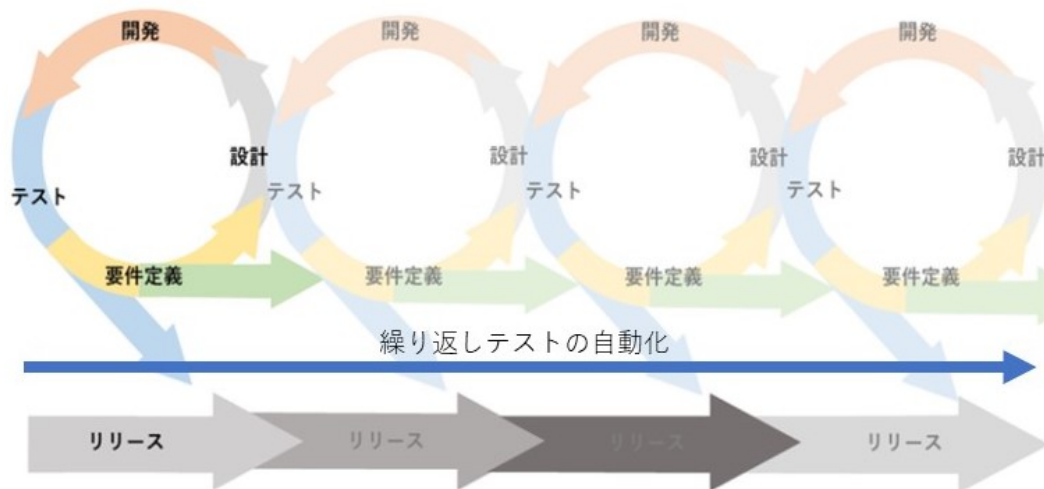 開発
開発
開発
開発
設計
設計
設計
設計
テスト
テスト
テスト
テスト
要件定義
要件定義
要件定義
要件定義
繰り返しテストの自動化
リリース
リリース
リリース
リリース